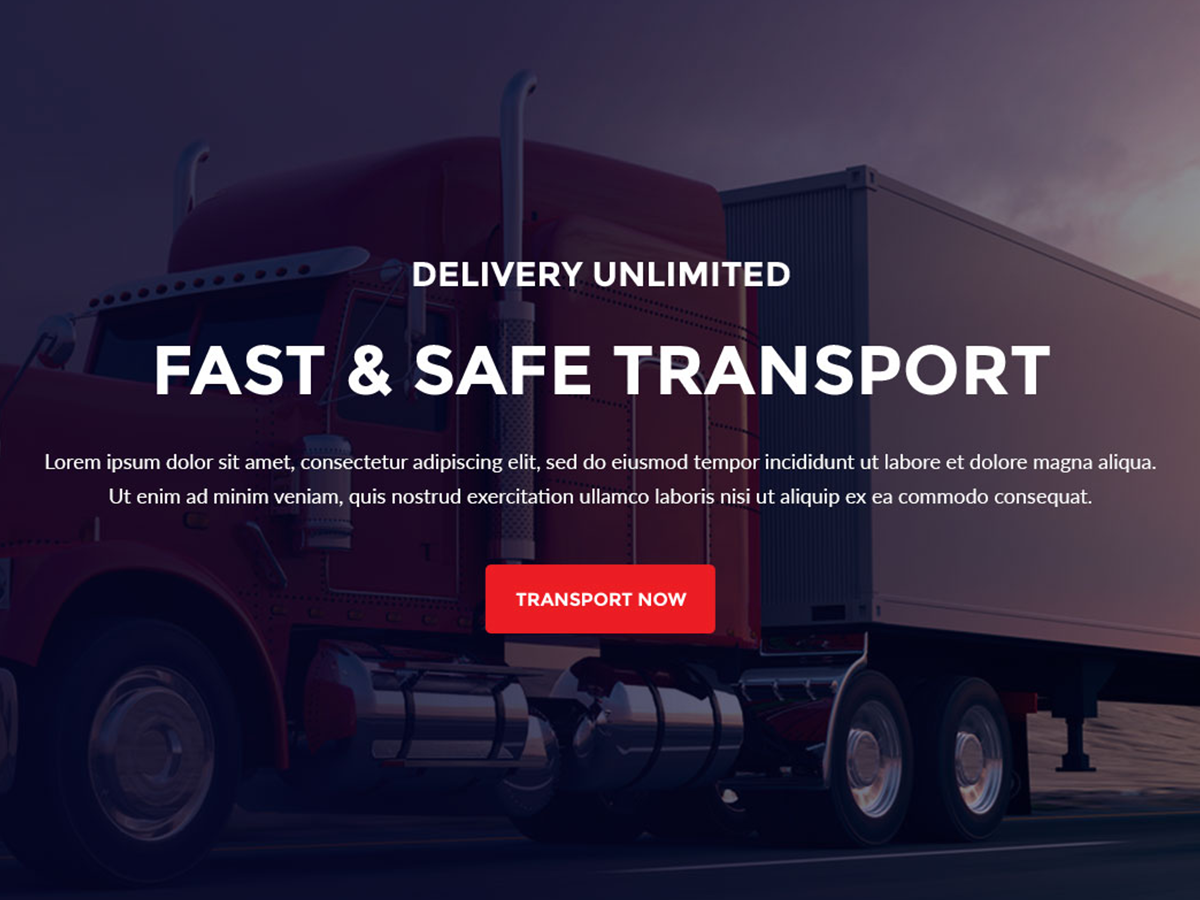 DELIVERY UNLIMITED
FAST & SAFE TRANSPORT
Lorem ipsum dolor sit amet, consectetur adipiscing elit, sed do eiusmod tempor incididunt ut labore et dolore magna aliqua.
Ut enim ad minim veniam, quis nostrud exercitation ullamco laboris nisi ut aliquip ex ea commodo consequat.
TRANSPORT NOW